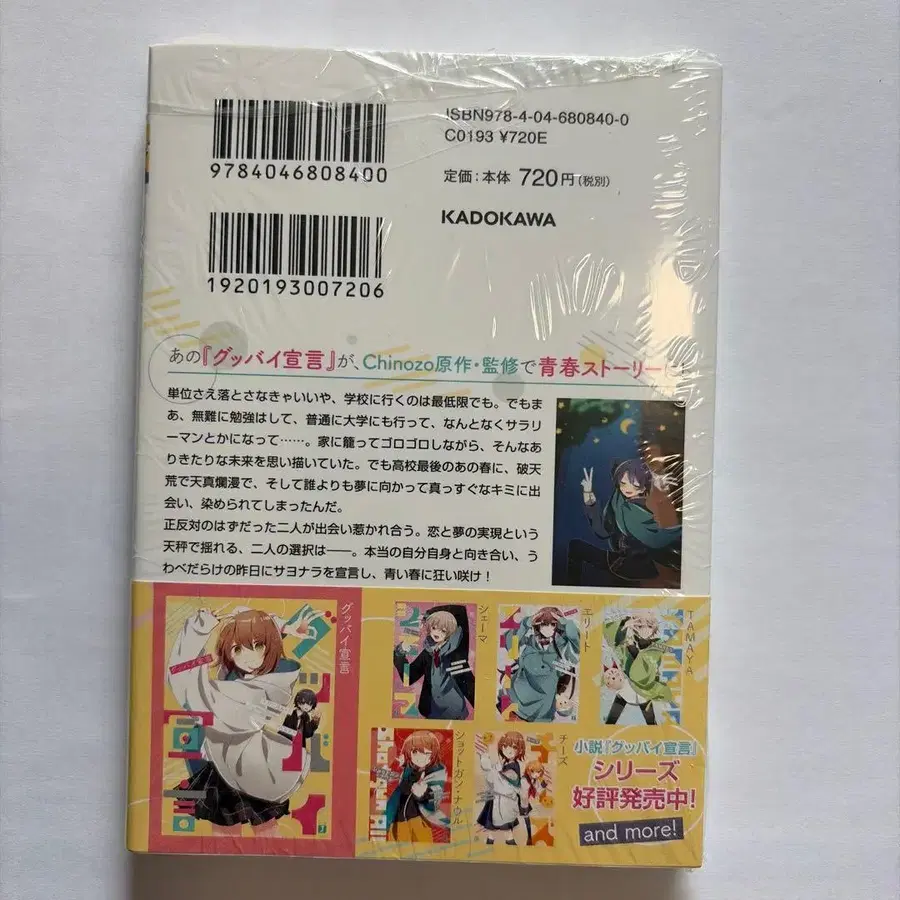 ISBN978-4-04-680840-0
C0193 ¥720E
9784046808400
定価：本体 720円（税別）
KADOKAWA
1920193007206
あの『グッバイ宣言』が、Chinozo原作・監修で青春ストーリーに
単位さえ落とさなきゃいいや、学校に行くのは最低限でも。でもま
あ、無難に勉強はして、普通に大学にも行って、なんとなくサラリ
ーマンとかになって……。家に籠ってゴロゴロしながら、そんなあ
りきたりな未来を思い描いていた。でも高校最後のあの春に、破天
荒で天真爛漫で、そして誰よりも夢に向かって真っすぐなキミに出
会い、染められてしまったんだ。
正反対のはずだった二人が出会い惹かれ合う。恋と夢の実現という
天秤で揺れる、二人の選択は――。本当の自分自身と向き合い、う
わべだらけの昨日にサヨナラを宣言し、青い春に狂い咲け！
グッバイ宣言
グッバイ宣言
グッバイ宣言
シェーマ
エリート
TAMAYA
ショットガン・ナウル
チーズ
小説『グッバイ宣言』
シリーズ
好評発売中！
and more!